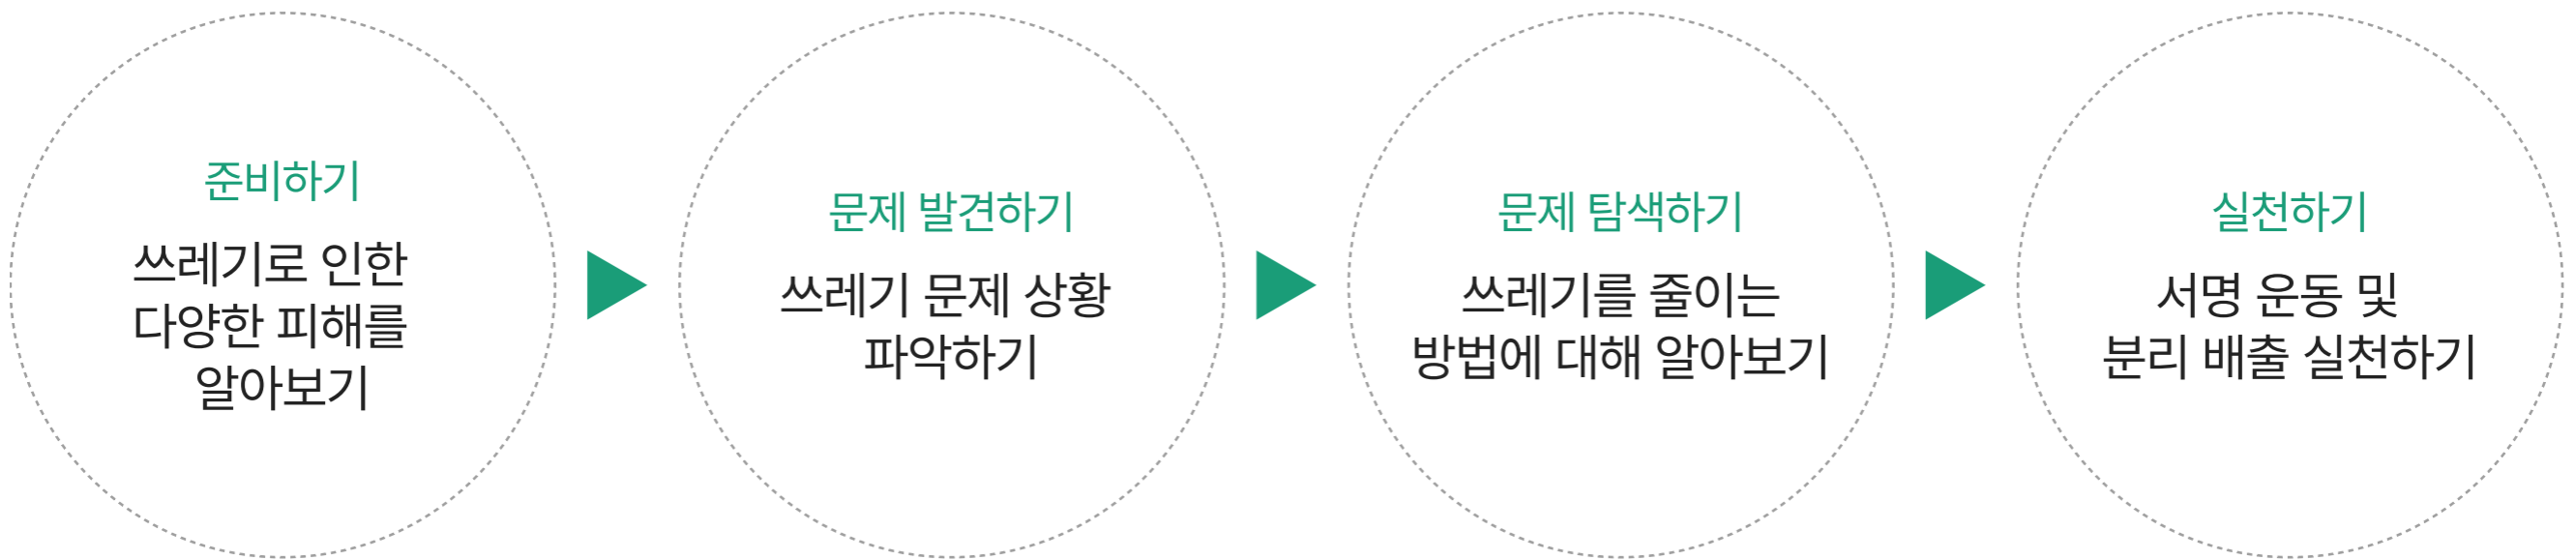 준비하기
쓰레기로 인한
다양한 피해를
알아보기
문제 발견하기
쓰레기 문제 상황
파악하기
문제 탐색하기
쓰레기를 줄이는
방법에 대해 알아보기
실천하기
서명 운동 및
분리 배출 실천하기